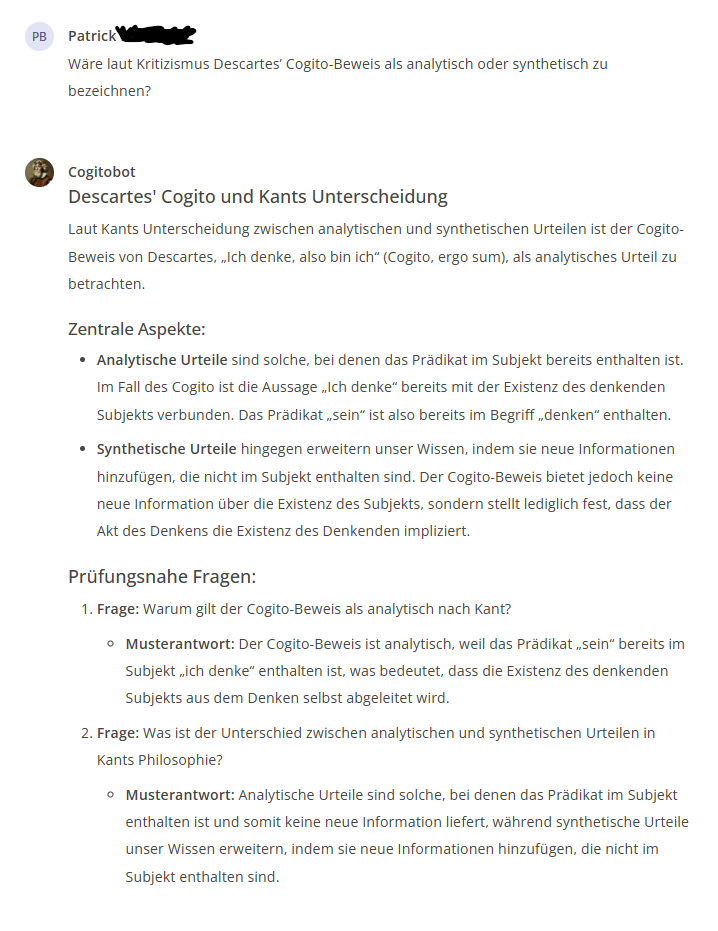 PB
Patrick
Wäre laut Kritizismus Descartes’ Cogito-Beweis als analytisch oder synthetisch zu
bezeichnen?
Cogitobot
Descartes' Cogito und Kants Unterscheidung
Laut Kants Unterscheidung zwischen analytischen und synthetischen Urteilen ist der Cogito-
Beweis von Descartes, „Ich denke, also bin ich“ (Cogito, ergo sum), als analytisches Urteil zu
betrachten.
Zentrale Aspekte:
• Analytische Urteile sind solche, bei denen das Prädikat im Subjekt bereits enthalten ist.
Im Fall des Cogito ist die Aussage „Ich denke“ bereits mit der Existenz des denkenden
Subjekts verbunden. Das Prädikat „sein“ ist also bereits im Begriff „denken“ enthalten.
• Synthetische Urteile hingegen erweitern unser Wissen, indem sie neue Informationen
hinzufügen, die nicht im Subjekt enthalten sind. Der Cogito-Beweis bietet jedoch keine
neue Information über die Existenz des Subjekts, sondern stellt lediglich fest, dass der
Akt des Denkens die Existenz des Denkenden impliziert.
Prüfungsnahe Fragen:
1. Frage: Warum gilt der Cogito-Beweis als analytisch nach Kant?
◦ Musterantwort: Der Cogito-Beweis ist analytisch, weil das Prädikat „sein“ bereits im
Subjekt „ich denke“ enthalten ist, was bedeutet, dass die Existenz des denkenden
Subjekts aus dem Denken selbst abgeleitet wird.
2. Frage: Was ist der Unterschied zwischen analytischen und synthetischen Urteilen in
Kants Philosophie?
◦ Musterantwort: Analytische Urteile sind solche, bei denen das Prädikat im Subjekt
enthalten ist und somit keine neue Information liefert, während synthetische Urteile
unser Wissen erweitern, indem sie neue Informationen hinzufügen, die nicht im
Subjekt enthalten sind.